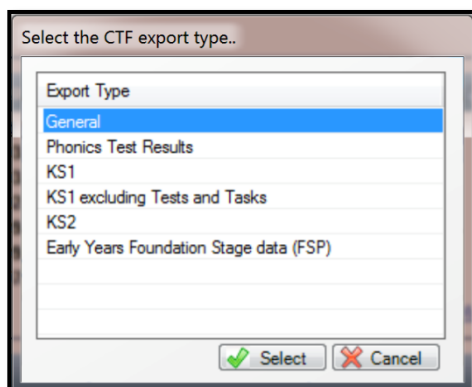 Select the CTF export type..
Export Type
General
Phonics Test Results
KS1
KS1 excluding Tests and Tasks
KS2
Early Years Foundation Stage data (FSP)
Select Cancel